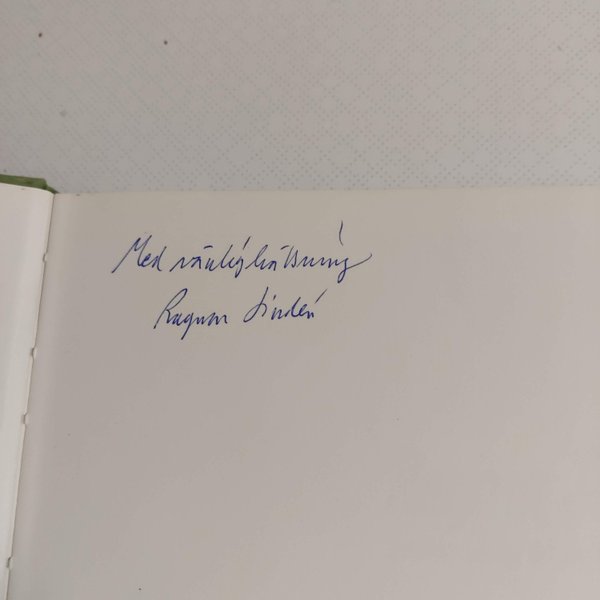 Med vänlig hälsning
Ragnar Lindén